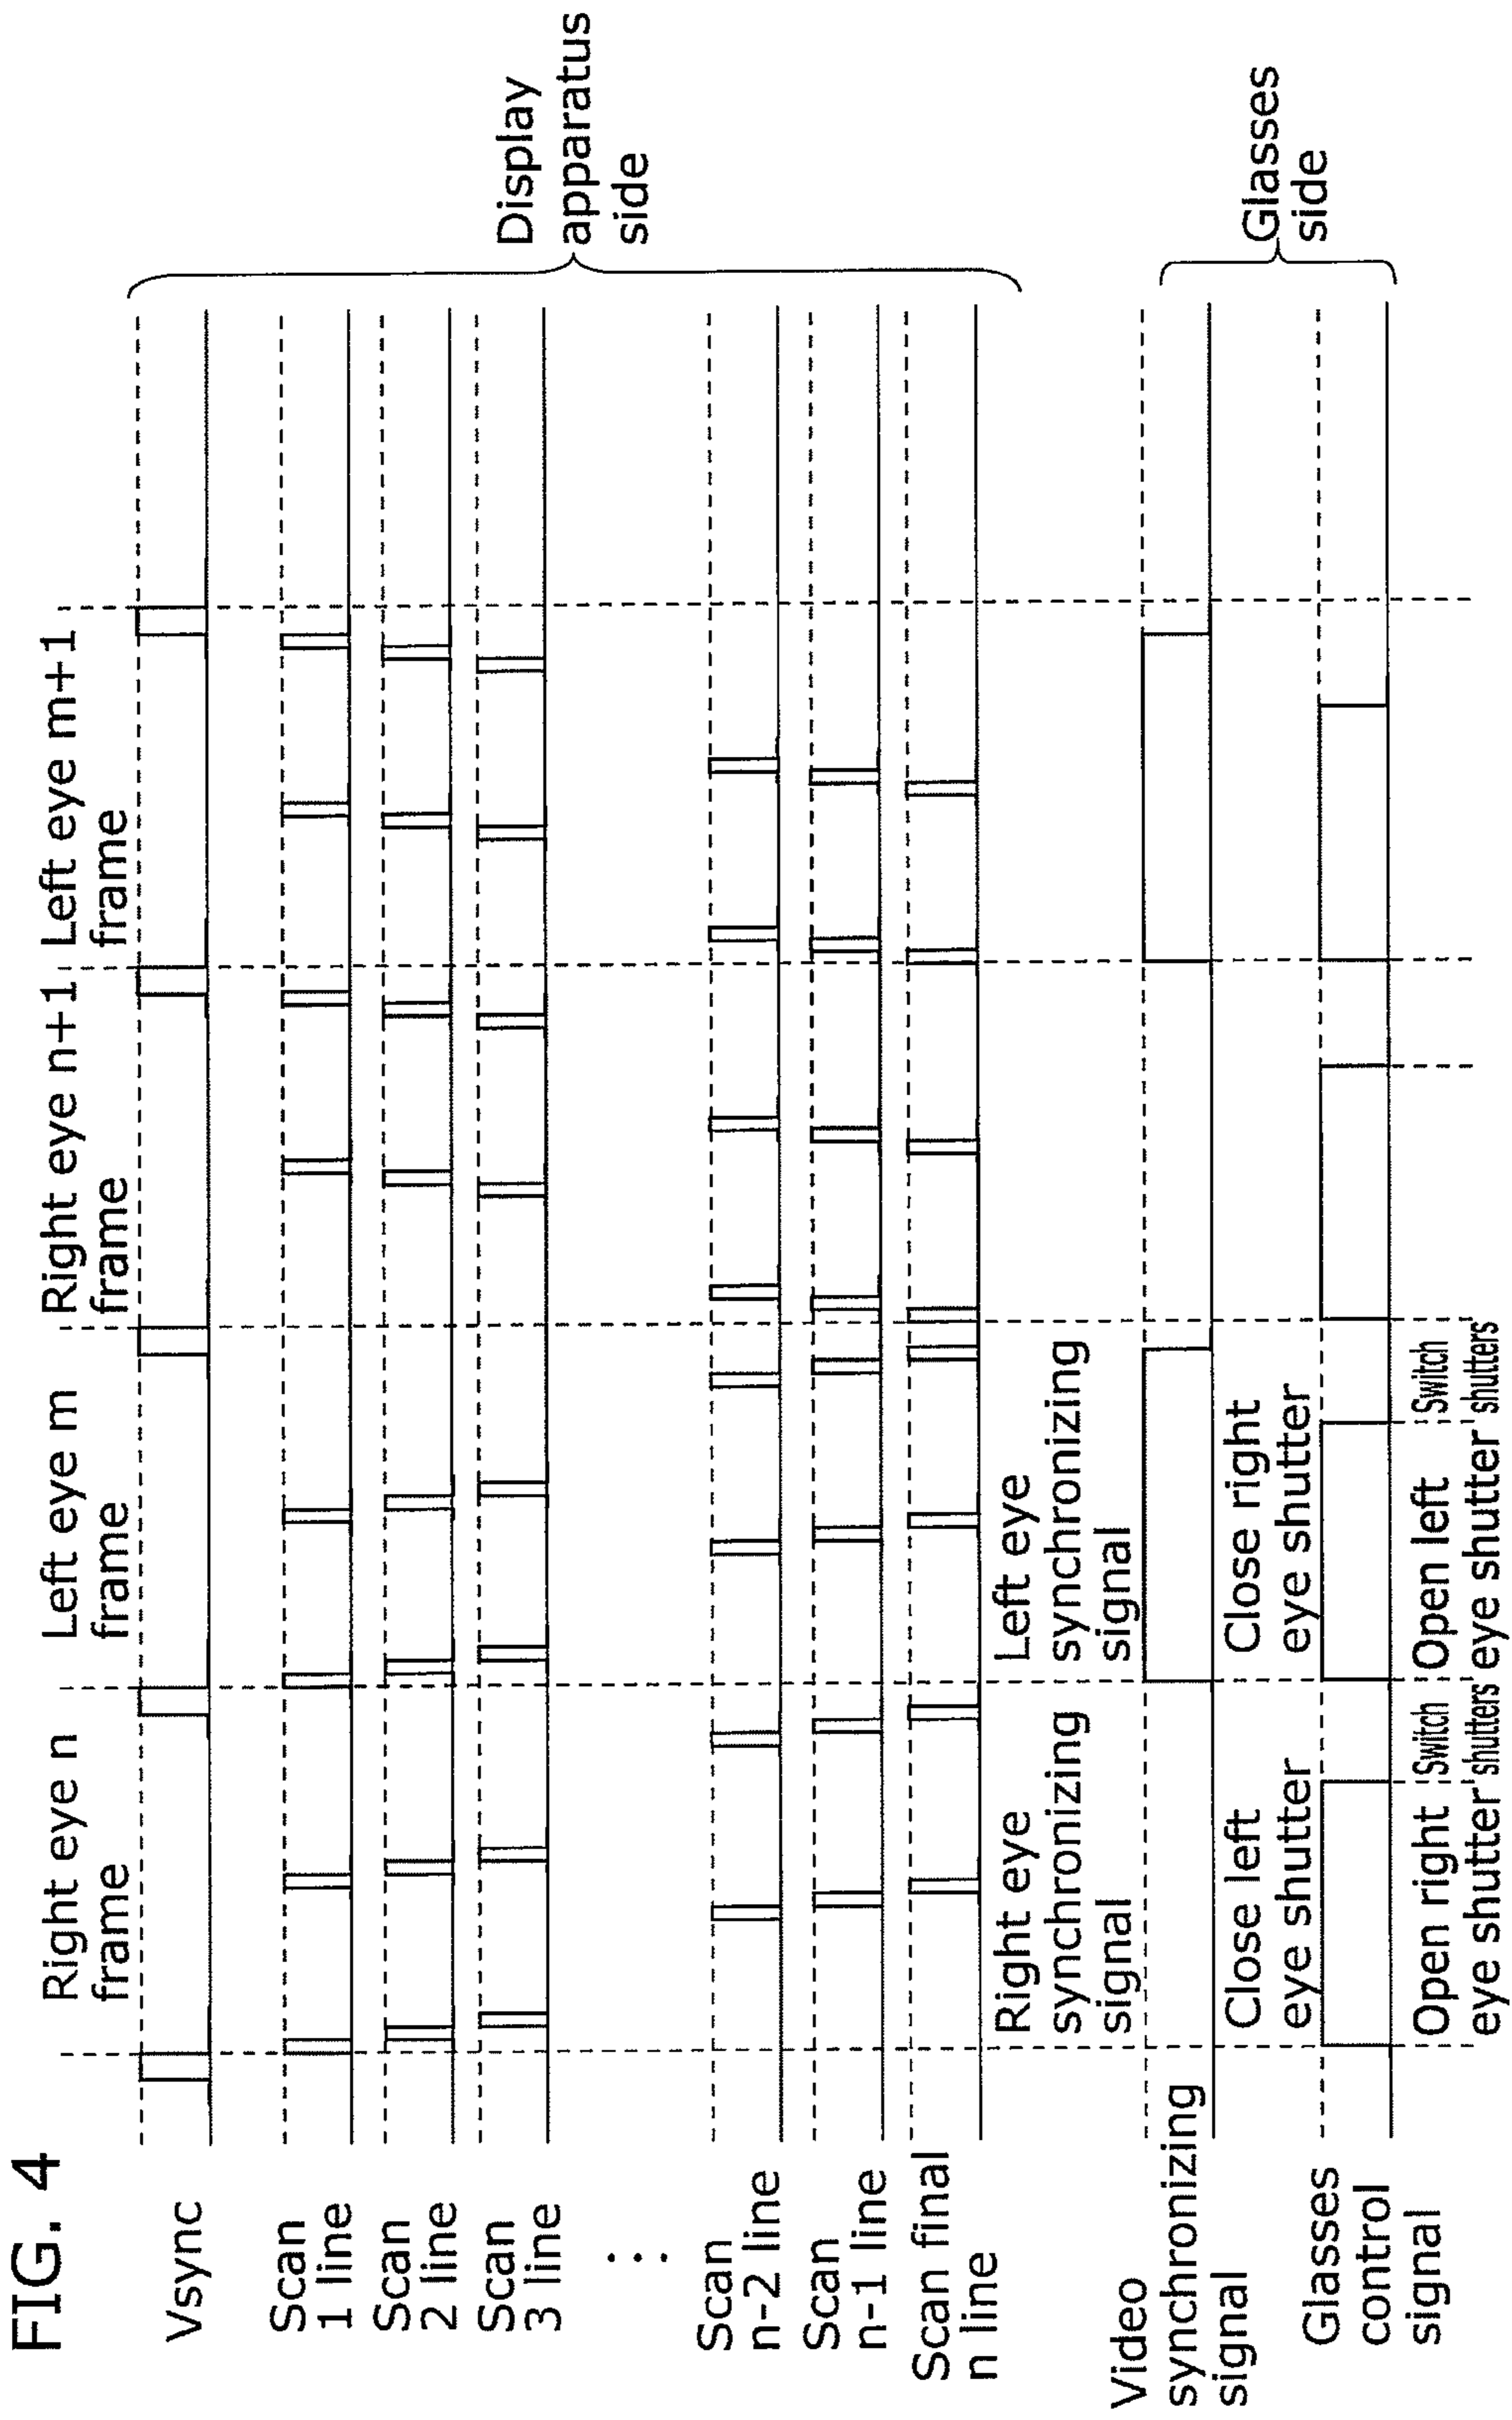 FIG. 4
Right eye n
frame
Left eye m
frame
Right eye n+1
frame
Left eye m+1
frame
Vsync
Scan
1 line
Scan
2 line
Scan
3 line
⋮
Scan
n-2 line
Scan
n-1 line
Scan final
n line
Display
apparatus
side
Right eye
synchronizing
signal
Left eye
synchronizing
signal
Video
synchronizing
signal
Close left
eye shutter
Close right
eye shutter
Glasses
control
signal
Glasses
side
Open right
eye shutter
Switch
shutters
Open left
eye shutter
Switch
shutters